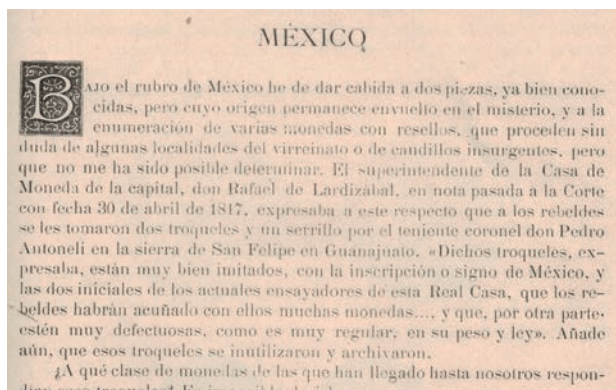 MÉXICO
BAJO el rubro de México he de dar cabida a dos piezas, ya bien cono-
cidas, pero cuyo origen permanece envuelto en el misterio, y a la
enumeración de varias monedas con resellos, que proceden sin
duda de algunas localidades del virreinato o de caudillos insurgentes, pero
que no me ha sido posible determinar. El superintendente de la Casa de
Moneda de la capital, don Rafael de Lardizábal, en nota pasada a la Corte
con fecha 30 de abril de 1817, expresaba a este respecto que a los rebeldes
se les tomaron dos troqueles y un serrillo por el teniente coronel don Pedro
Antoneli en la sierra de San Felipe en Guanajuato. «Dichos troqueles, ex-
presaba, están muy bien imitados, con la inscripción o signo de México, y
las dos iniciales de los actuales ensayadores de esta Real Casa, que los re-
beldes habrán acuñado con ellos muchas monedas.... y que, por otra parte
estén muy defectuosas, como es muy regular, en su peso y ley». Añade
aún, que esos troqueles se inutilizaron y archivaron.
¿A qué clase de monedas de las que han llegado hasta nosotros respon-